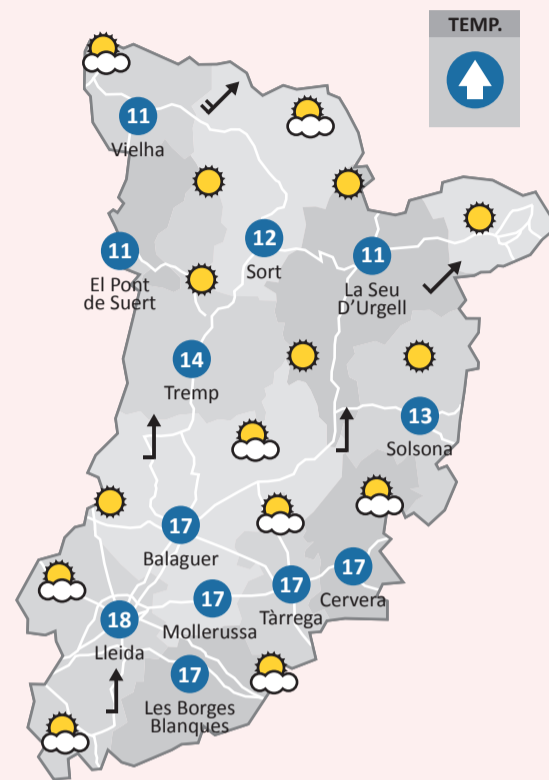 TEMP.
11
Vielha
12
Sort
11
El Pont
de Suert
11
La Seu
D'Urgell
14
Tremp
13
Solsona
17
Balaguer
17
Cervera
17
Tàrrega
17
Mollerussa
18
Lleida
17
Les Borges
Blanques